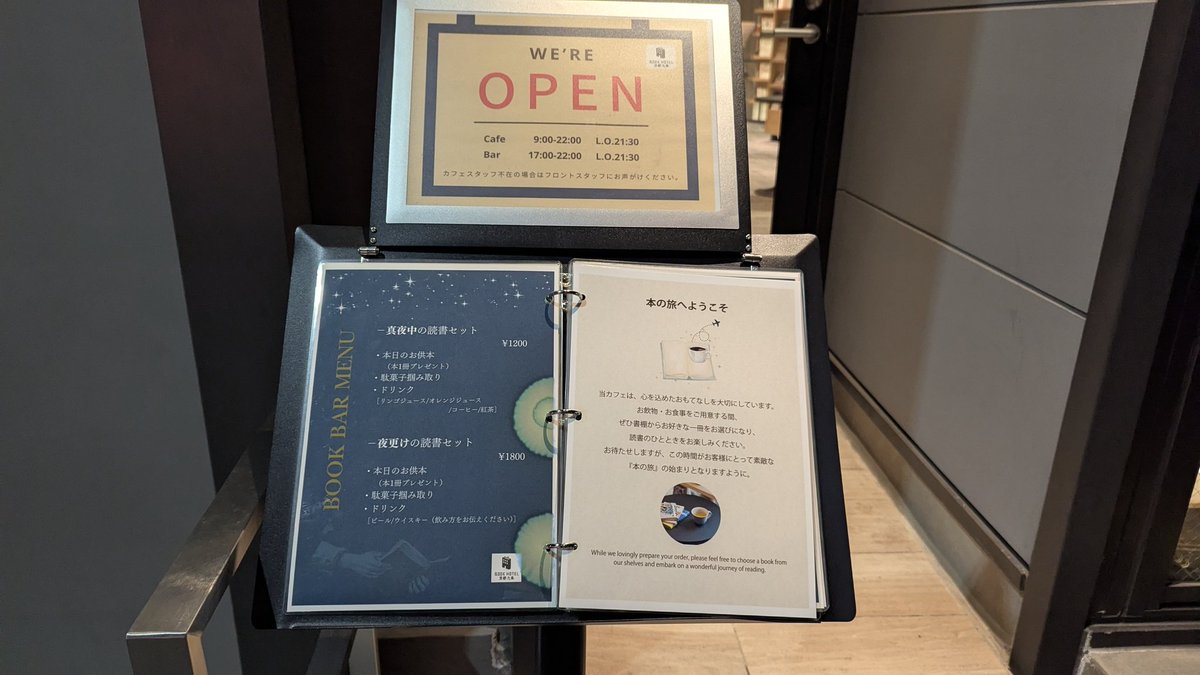 WE'RE
OPEN
BOOK HOTEL
京都九条
Cafe 9:00-22:00 L.O.21:30
Bar 17:00-22:00 L.O.21:30
カフェスタッフ不在の場合はフロントスタッフにお声がけください。
BOOK BAR MENU
－真夜中の読書セット
¥1200
・本日のお供本
（本1冊プレゼント）
・駄菓子掴み取り
・ドリンク
［リンゴジュース/オレンジジュース
/コーヒー/紅茶］
－夜更けの読書セット
¥1800
・本日のお供本
（本1冊プレゼント）
・駄菓子掴み取り
・ドリンク
［ビール/ウイスキー（飲み方をお伝えください）］
BOOK HOTEL
京都九条
本の旅へようこそ
当カフェは、心を込めたおもてなしを大切にしています。
お飲物・お食事をご用意する間、
ぜひ書棚からお好きな一冊をお選びになり、
読書のひとときをお楽しみください。
お待たせしますが、この時間がお客様にとって素敵な
『本の旅』の始まりとなりますように。
While we lovingly prepare your order, please feel free to choose a book from
our shelves and embark on a wonderful journey of reading.